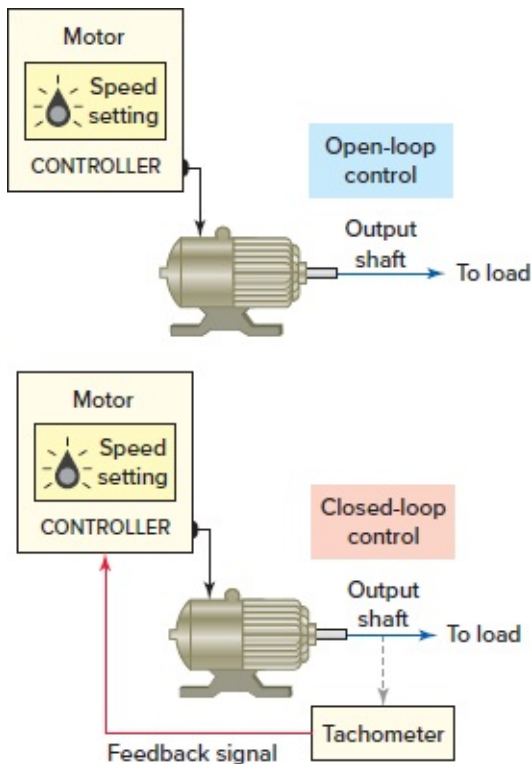 Motor
Speed
setting
CONTROLLER
Open-loop
control
Output
shaft
To load
Motor
Speed
setting
CONTROLLER
Closed-loop
control
Output
shaft
To load
Tachometer
Feedback signal